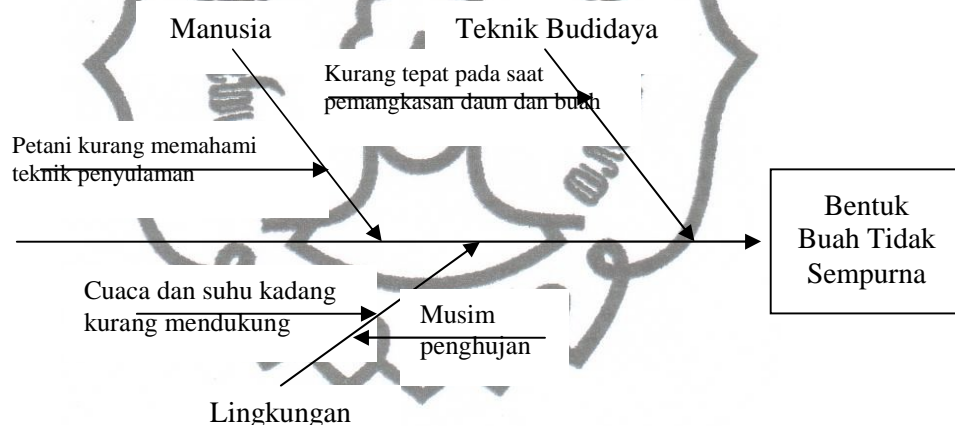 Manusia
Teknik Budidaya
Kurang tepat pada saat
pemangkasan daun dan buah
Petani kurang memahami
teknik penyulaman
Bentuk
Buah Tidak
Sempurna
Cuaca dan suhu kadang
kurang mendukung
Musim
penghujan
Lingkungan